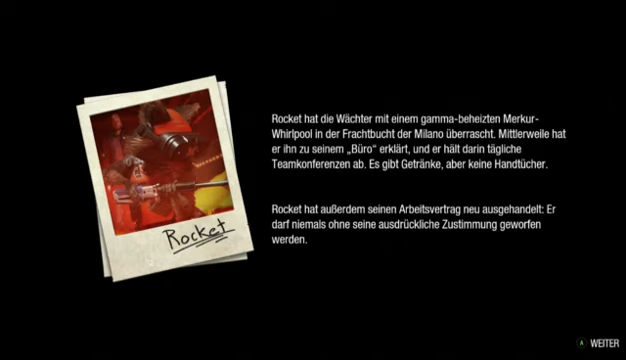 Rocket hat die Wächter mit einem gamma-beheizten Merkur-
Whirlpool in der Frachtbucht der Milano überrascht. Mittlerweile hat
er ihn zu seinem „Büro“ erklärt, und er hält darin tägliche
Teamkonferenzen ab. Es gibt Getränke, aber keine Handtücher.
Rocket
Rocket hat außerdem seinen Arbeitsvertrag neu ausgehandelt: Er
darf niemals ohne seine ausdrückliche Zustimmung geworfen
werden.
A WEITER